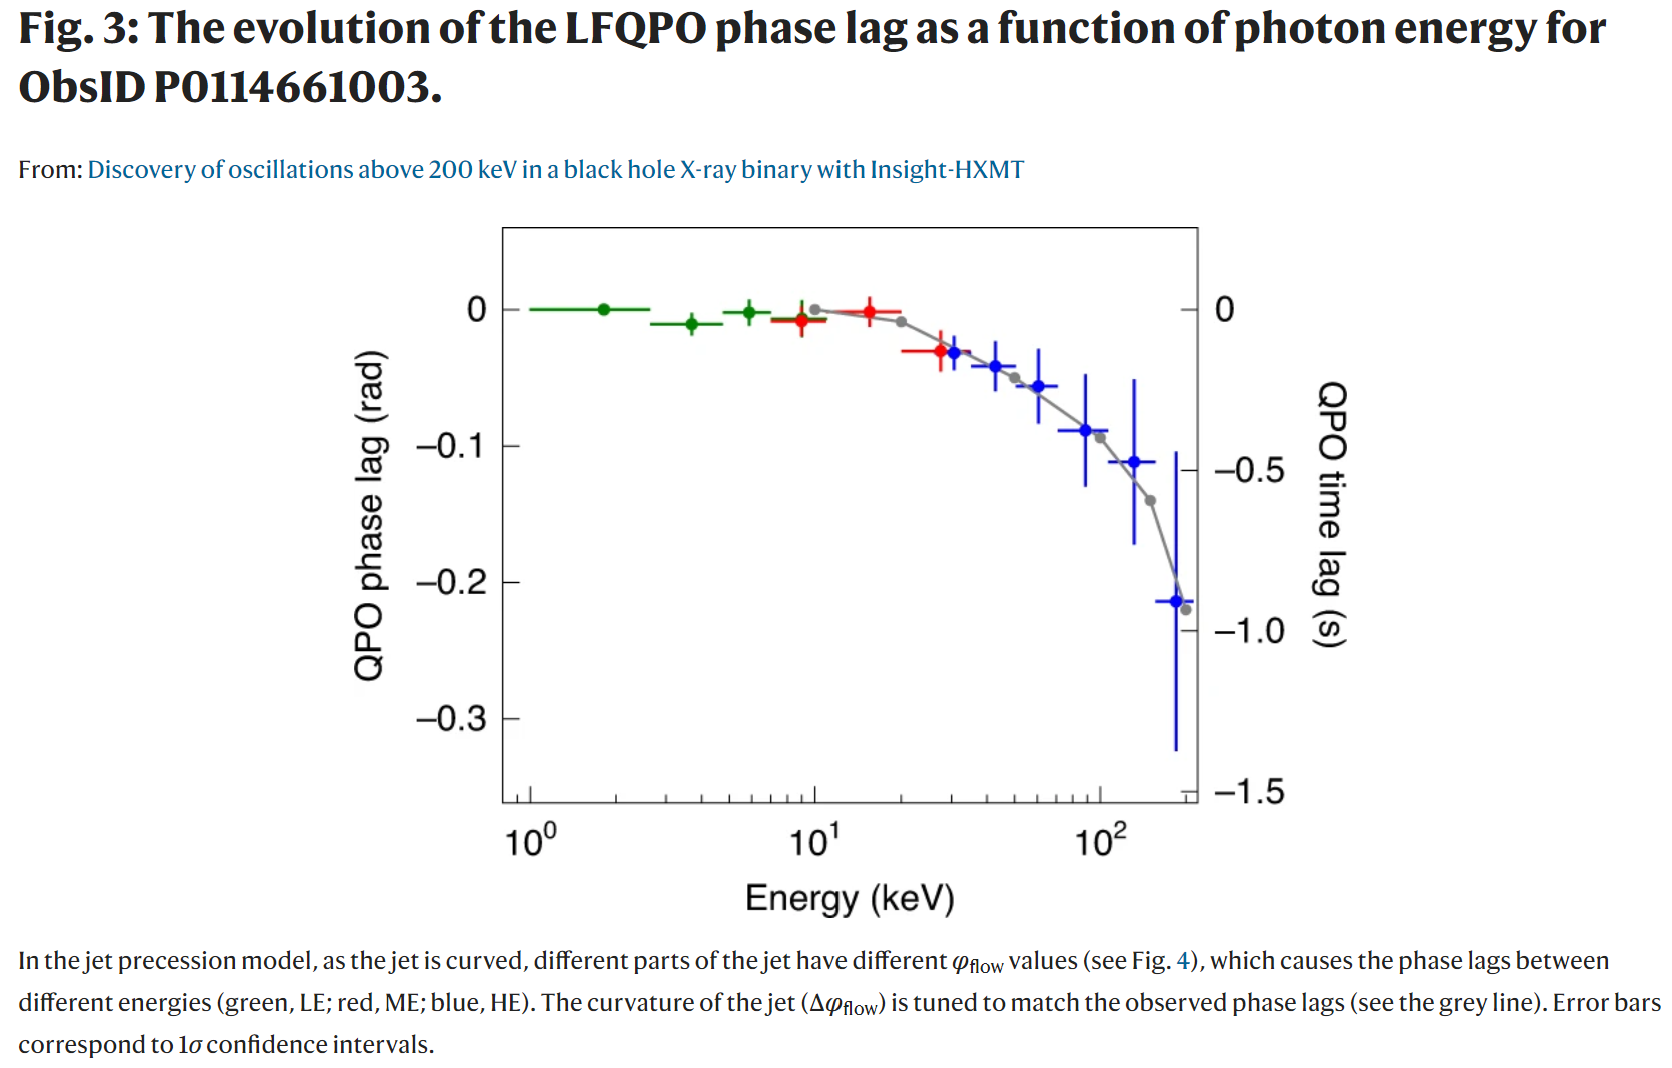 Fig. 3: The evolution of the LFQPO phase lag as a function of photon energy for
ObsID P0114661003.
From: Discovery of oscillations above 200 keV in a black hole X-ray binary with Insight-HXMT
QPO phase lag (rad)
0
−0.1
−0.2
−0.3
0
−0.5
−1.0
−1.5
QPO time lag (s)
10⁰
10¹
10²
Energy (keV)
In the jet precession model, as the jet is curved, different parts of the jet have different φflow values (see Fig. 4), which causes the phase lags between
different energies (green, LE; red, ME; blue, HE). The curvature of the jet (Δφflow) is tuned to match the observed phase lags (see the grey line). Error bars
correspond to 1σ confidence intervals.